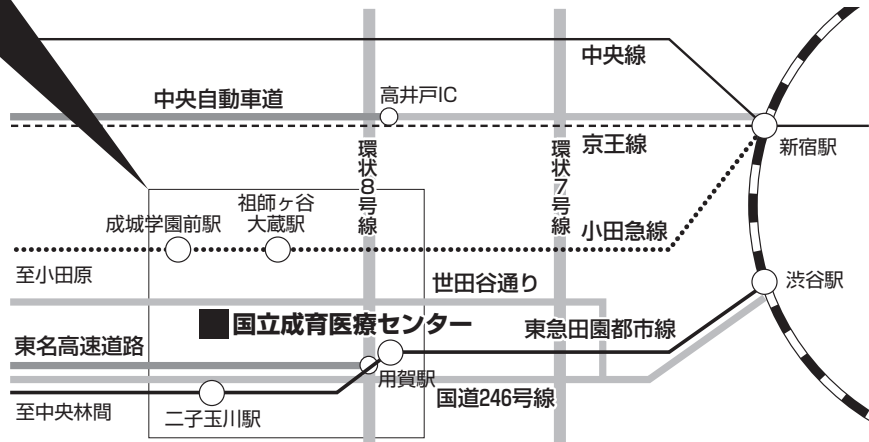 中央線
中央自動車道
高井戸IC
京王線
新宿駅
環状8号線
環状7号線
祖師ヶ谷
大蔵駅
成城学園前駅
小田急線
至小田原
世田谷通り
渋谷駅
国立成育医療センター
東急田園都市線
東名高速道路
用賀駅
国道246号線
至中央林間
二子玉川駅